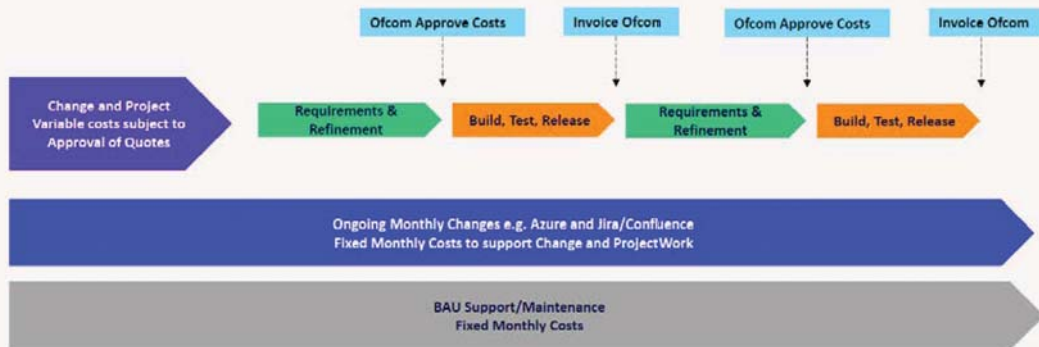 Ofcom Approve Costs
Invoice Ofcom
Ofcom Approve Costs
Invoice Ofcom
Change and Project
Variable costs subject to
Approval of Quotes
Requirements &
Refinement
Build, Test, Release
Requirements &
Refinement
Build, Test, Release
Ongoing Monthly Changes e.g. Azure and Jira/Confluence
Fixed Monthly Costs to support Change and ProjectWork
BAU Support/Maintenance
Fixed Monthly Costs